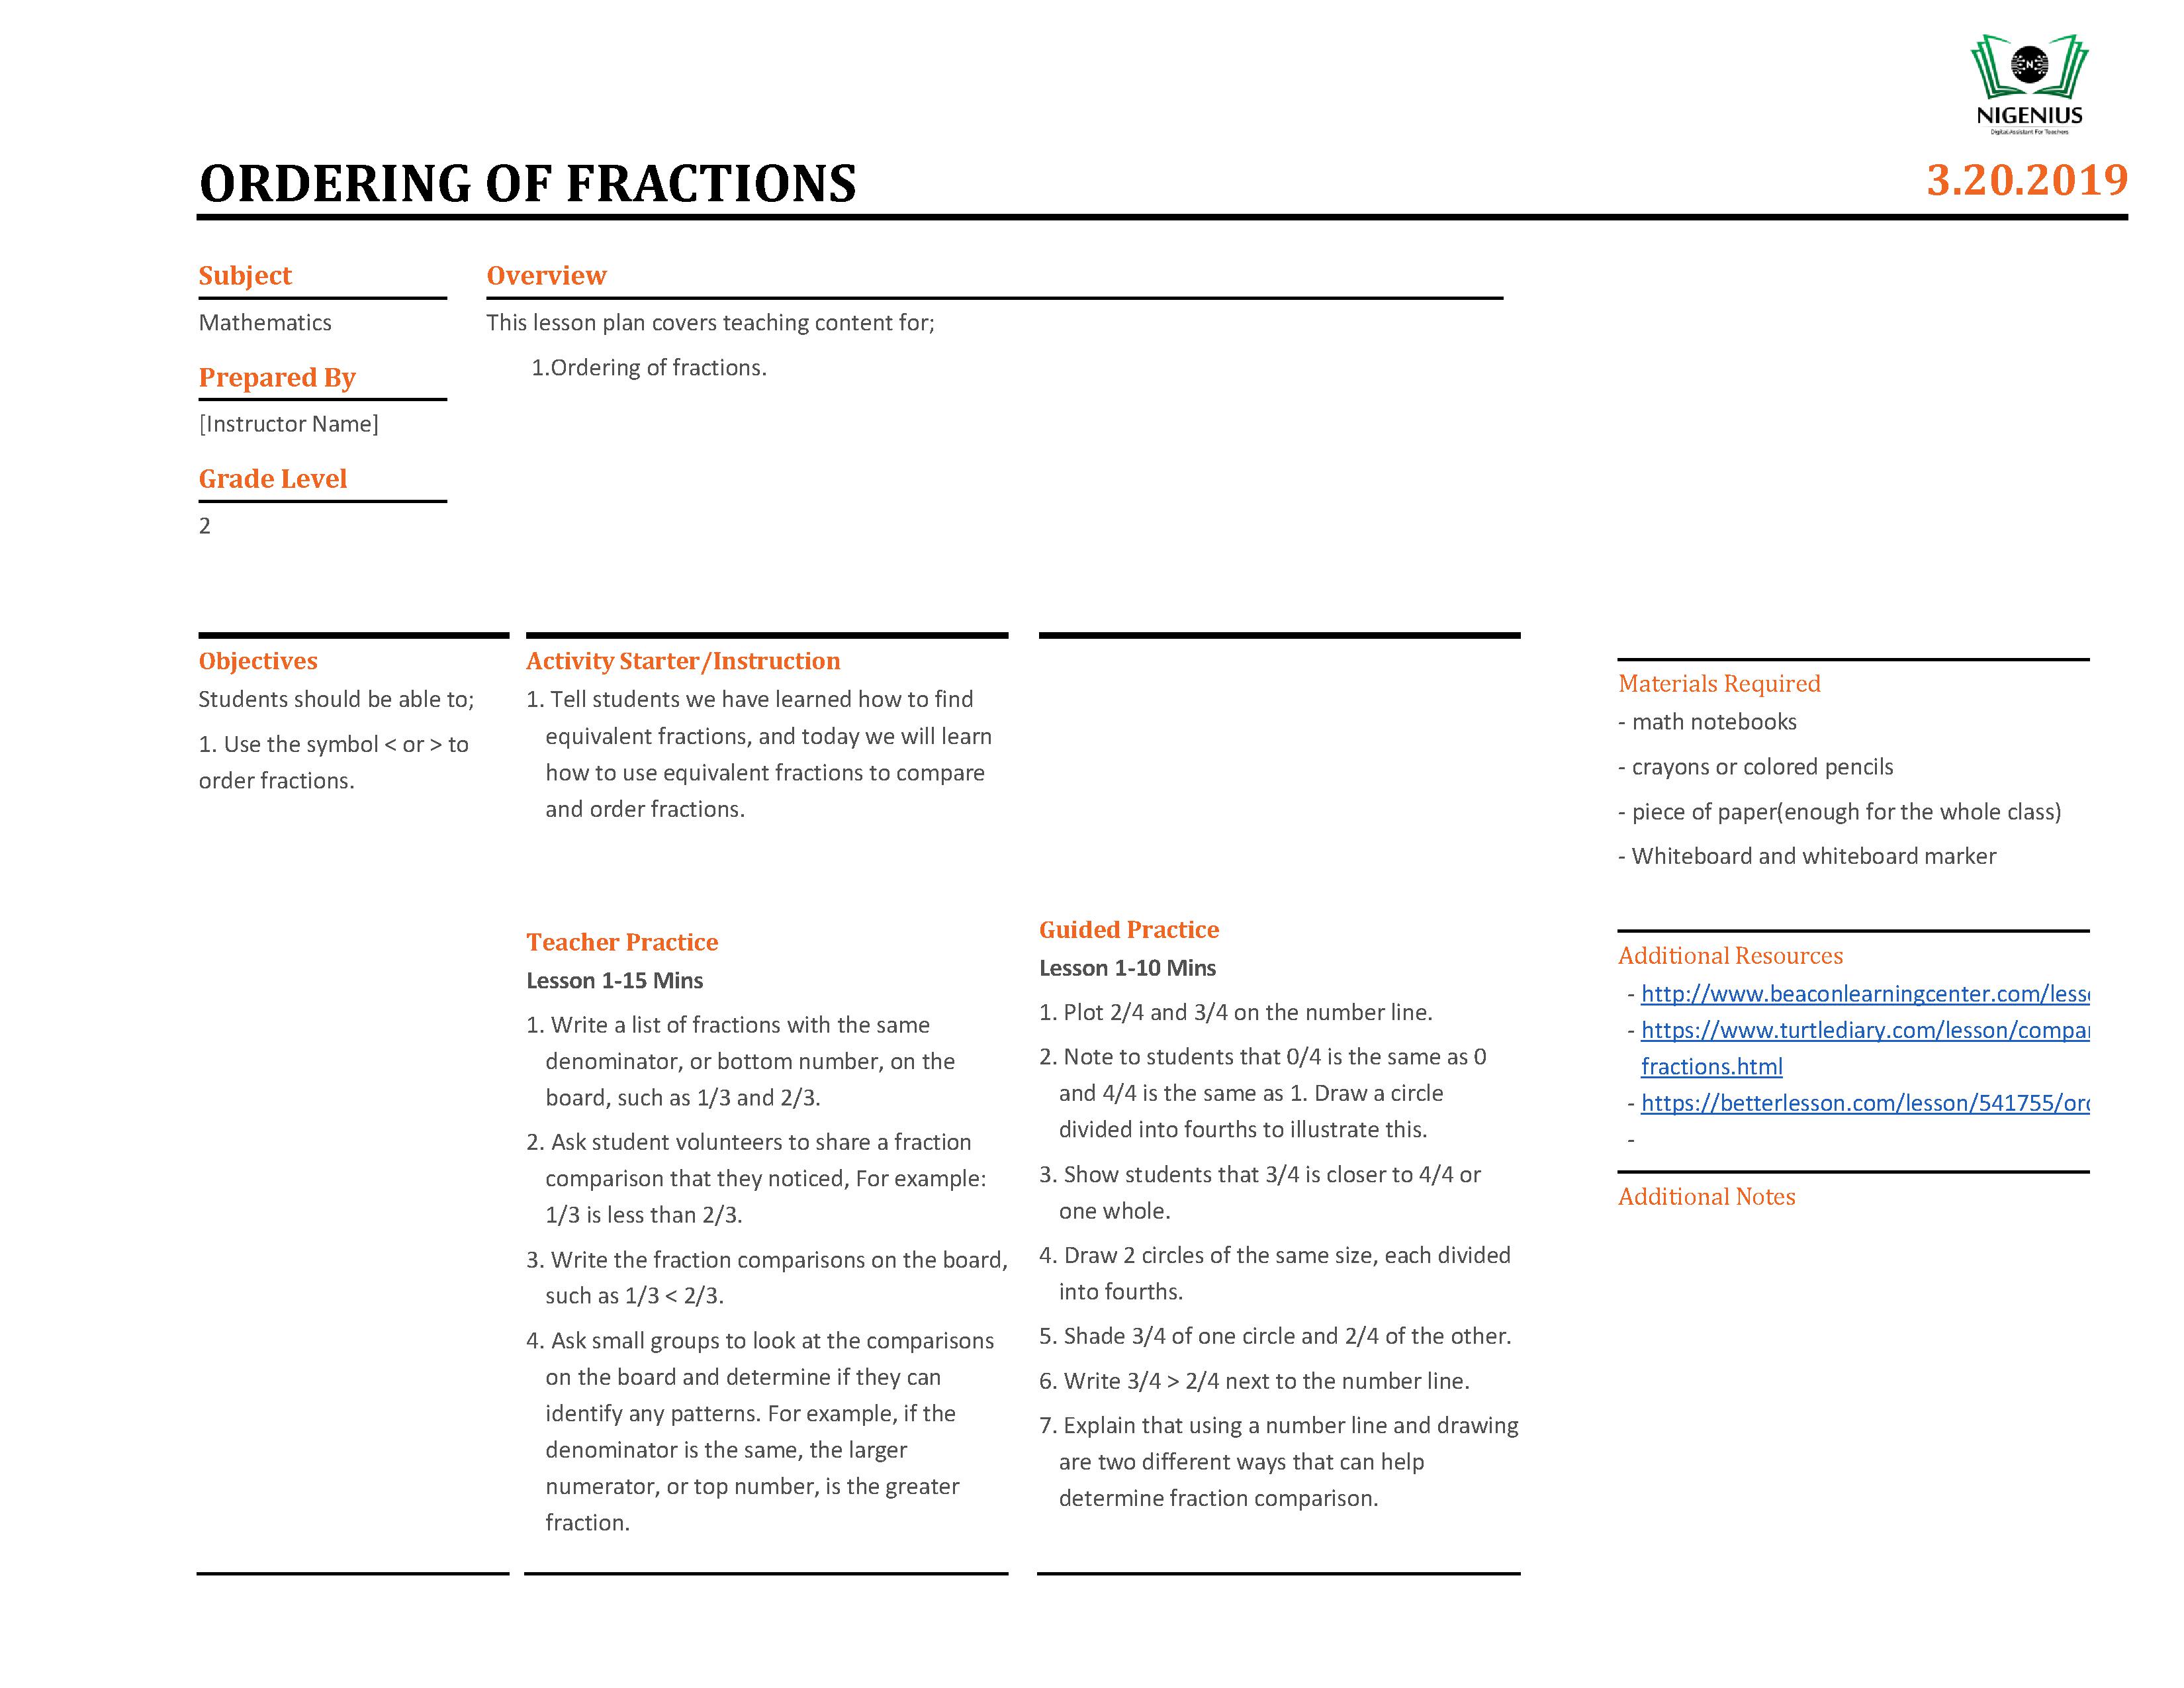 NIGENIUS
Digital Assistant For Teachers
ORDERING OF FRACTIONS
3.20.2019
Subject
Mathematics
Prepared By
[Instructor Name]
Grade Level
2
Overview
This lesson plan covers teaching content for;
1.Ordering of fractions.
Objectives
Students should be able to;
1. Use the symbol < or > to
order fractions.
Activity Starter/Instruction
1. Tell students we have learned how to find
equivalent fractions, and today we will learn
how to use equivalent fractions to compare
and order fractions.
Teacher Practice
Lesson 1-15 Mins
1. Write a list of fractions with the same
denominator, or bottom number, on the
board, such as 1/3 and 2/3.
2. Ask student volunteers to share a fraction
comparison that they noticed, For example:
1/3 is less than 2/3.
3. Write the fraction comparisons on the board,
such as 1/3 < 2/3.
4. Ask small groups to look at the comparisons
on the board and determine if they can
identify any patterns. For example, if the
denominator is the same, the larger
numerator, or top number, is the greater
fraction.
Guided Practice
Lesson 1-10 Mins
1. Plot 2/4 and 3/4 on the number line.
2. Note to students that 0/4 is the same as 0
and 4/4 is the same as 1. Draw a circle
divided into fourths to illustrate this.
3. Show students that 3/4 is closer to 4/4 or
one whole.
4. Draw 2 circles of the same size, each divided
into fourths.
5. Shade 3/4 of one circle and 2/4 of the other.
6. Write 3/4 > 2/4 next to the number line.
7. Explain that using a number line and drawing
are two different ways that can help
determine fraction comparison.
Materials Required
- math notebooks
- crayons or colored pencils
- piece of paper(enough for the whole class)
- Whiteboard and whiteboard marker
Additional Resources
- http://www.beaconlearningcenter.com/less
- https://www.turtlediary.com/lesson/compa
fractions.html
- https://betterlesson.com/lesson/541755/or
-
Additional Notes